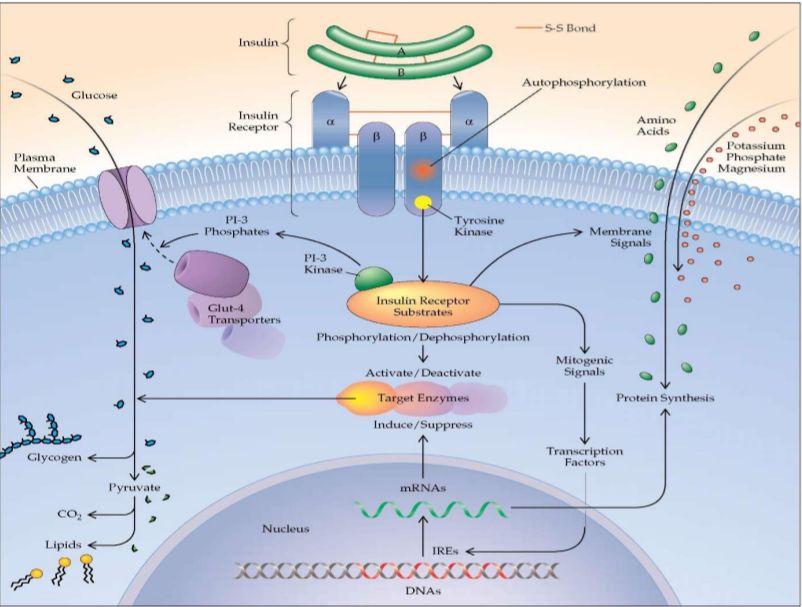 Insulin
A
B
S-S Bond
Autophosphorylation
Glucose
Insulin
Receptor
α
β
β
α
Amino
Acids
Potassium
Phosphate
Magnesium
Plasma
Membrane
PI-3
Phosphates
Tyrosine
Kinase
Membrane
Signals
PI-3
Kinase
Glut-4
Transporters
Insulin Receptor
Substrates
Phosphorylation/Dephosphorylation
Mitogenic
Signals
Activate/Deactivate
Target Enzymes
Protein Synthesis
Induce/Suppress
Glycogen
Transcription
Factors
Pyruvate
mRNAs
CO₂
Nucleus
Lipids
IREs
DNAs